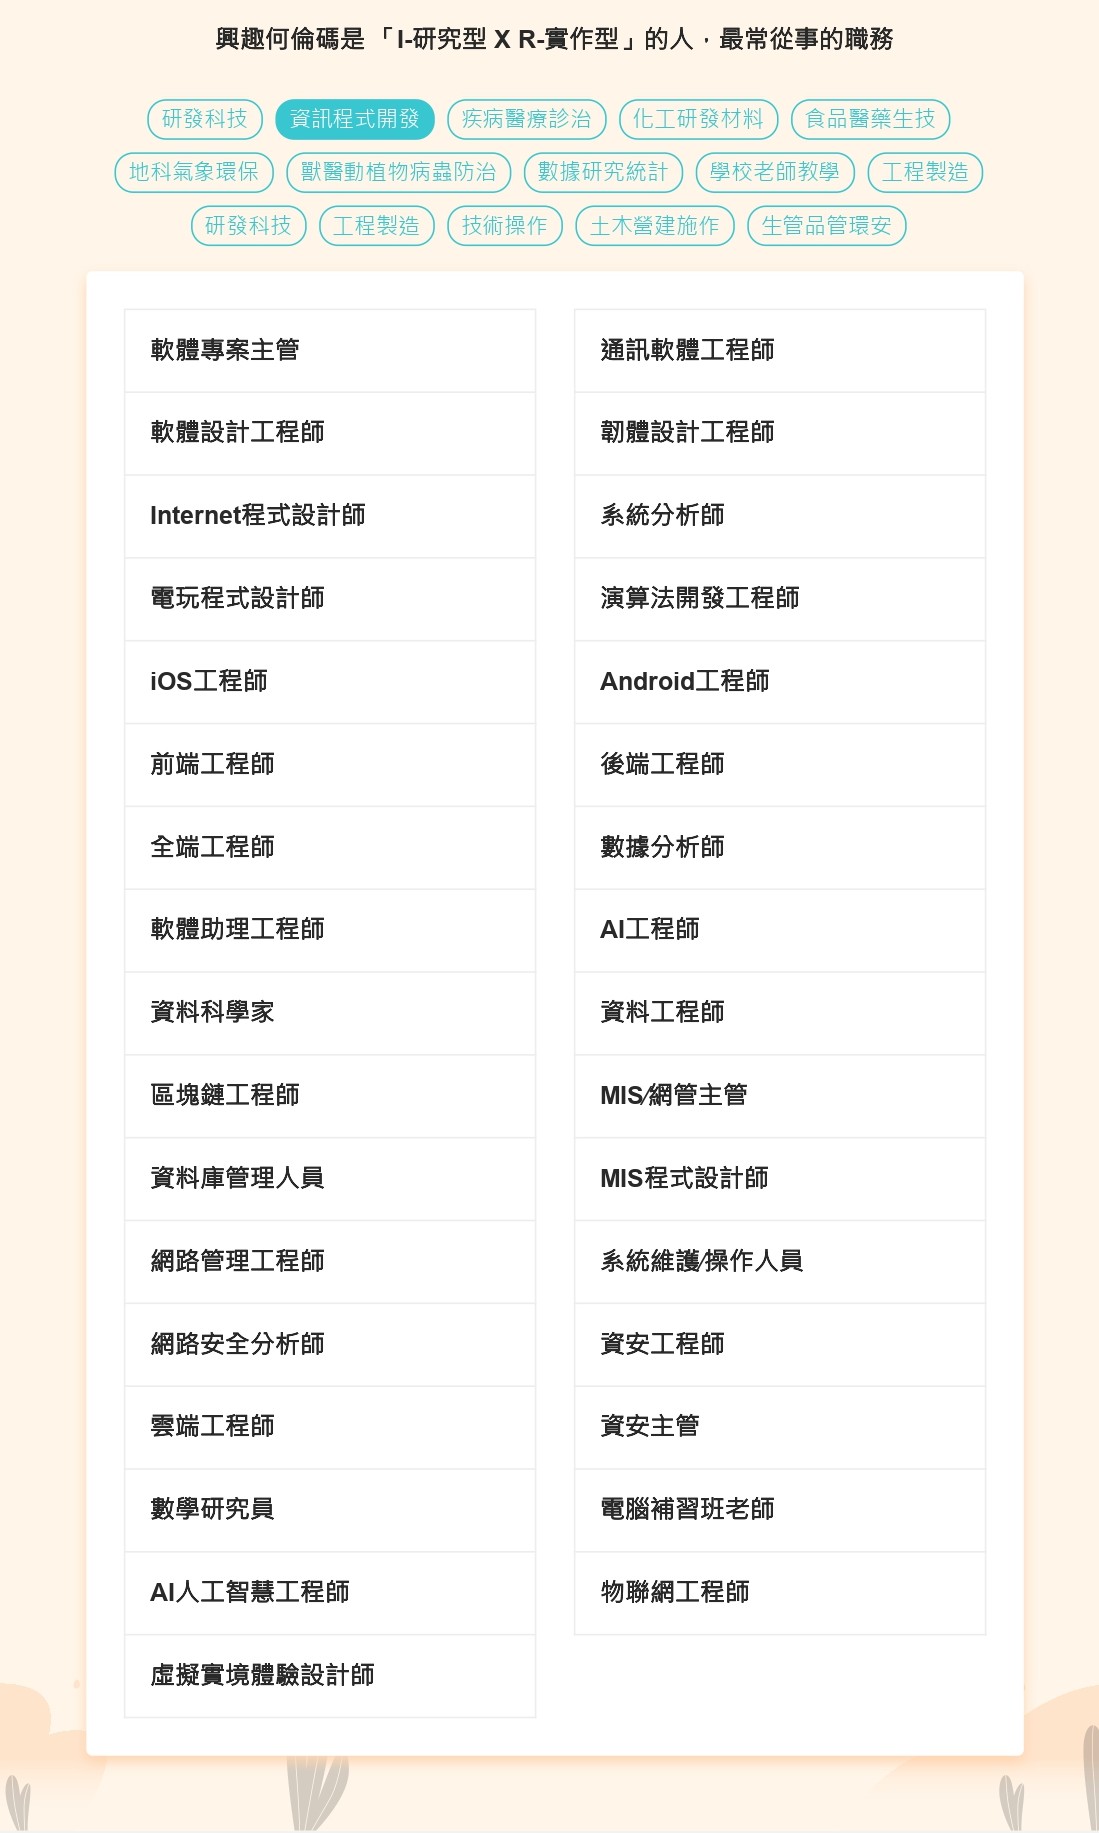 興趣何倫碼是「I-研究型 X R-實作型」的人，最常從事的職務
研發科技 資訊程式開發 疾病醫療診治 化工研發材料 食品醫藥生技
地科氣象環保 獸醫動植物病蟲防治 數據研究統計 學校老師教學 工程製造
研發科技 工程製造 技術操作 土木營建施作 生管品管環安
軟體專案主管 通訊軟體工程師
軟體設計工程師 韌體設計工程師
Internet程式設計師 系統分析師
電玩程式設計師 演算法開發工程師
iOS工程師 Android工程師
前端工程師 後端工程師
全端工程師 數據分析師
軟體助理工程師 AI工程師
資料科學家 資料工程師
區塊鏈工程師 MIS∕網管主管
資料庫管理人員 MIS程式設計師
網路管理工程師 系統維護∕操作人員
網路安全分析師 資安工程師
雲端工程師 資安主管
數學研究員 電腦補習班老師
AI人工智慧工程師 物聯網工程師
虛擬實境體驗設計師